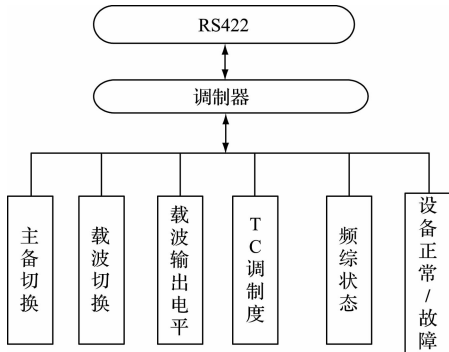 RS422
调制器
主备切换
载波切换
载波输出电平
TC调制度
频综状态
设备正常/故障